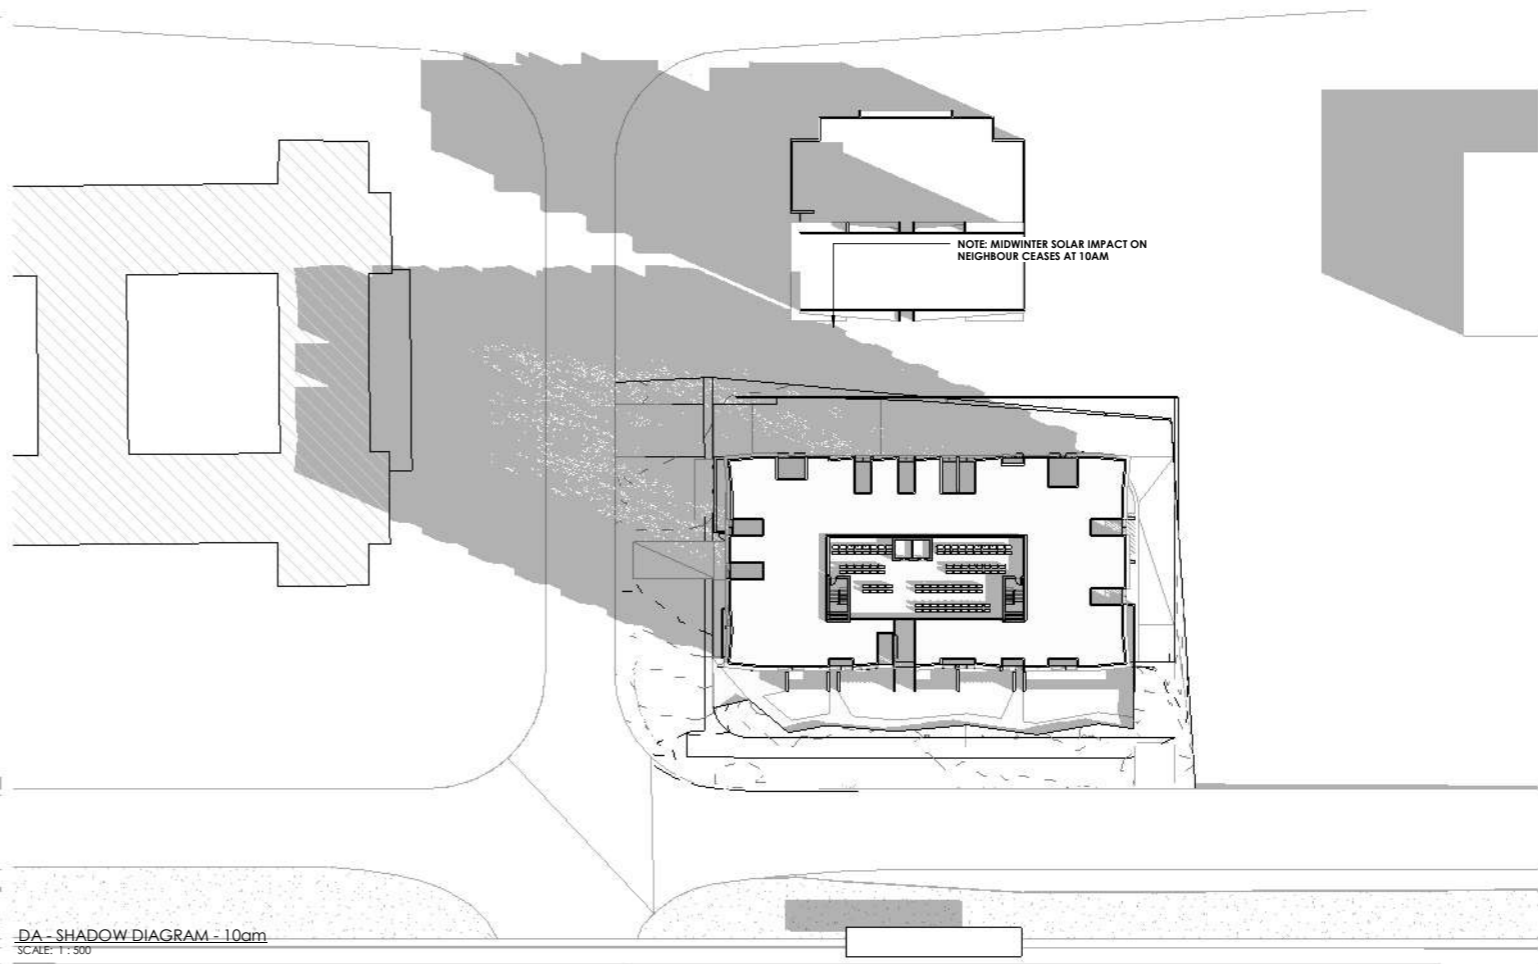 NOTE: MIDWINTER SOLAR IMPACT ON
NEIGHBOUR CEASES AT 10AM
DA - SHADOW DIAGRAM - 10am
SCALE: 1 : 500